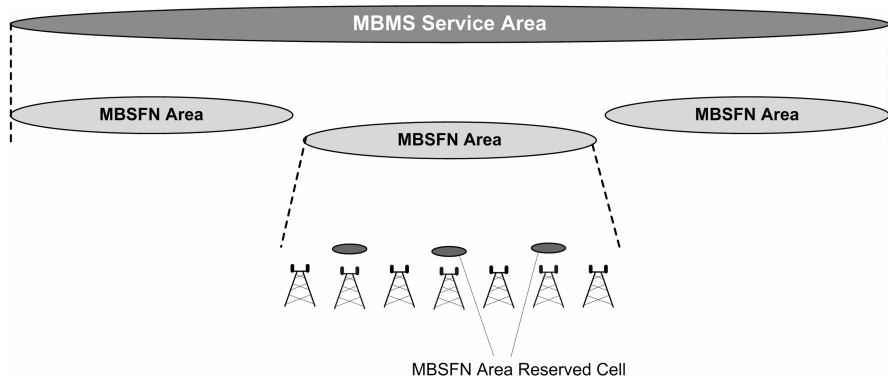 MBMS Service Area
MBSFN Area
MBSFN Area
MBSFN Area
MBSFN Area Reserved Cell